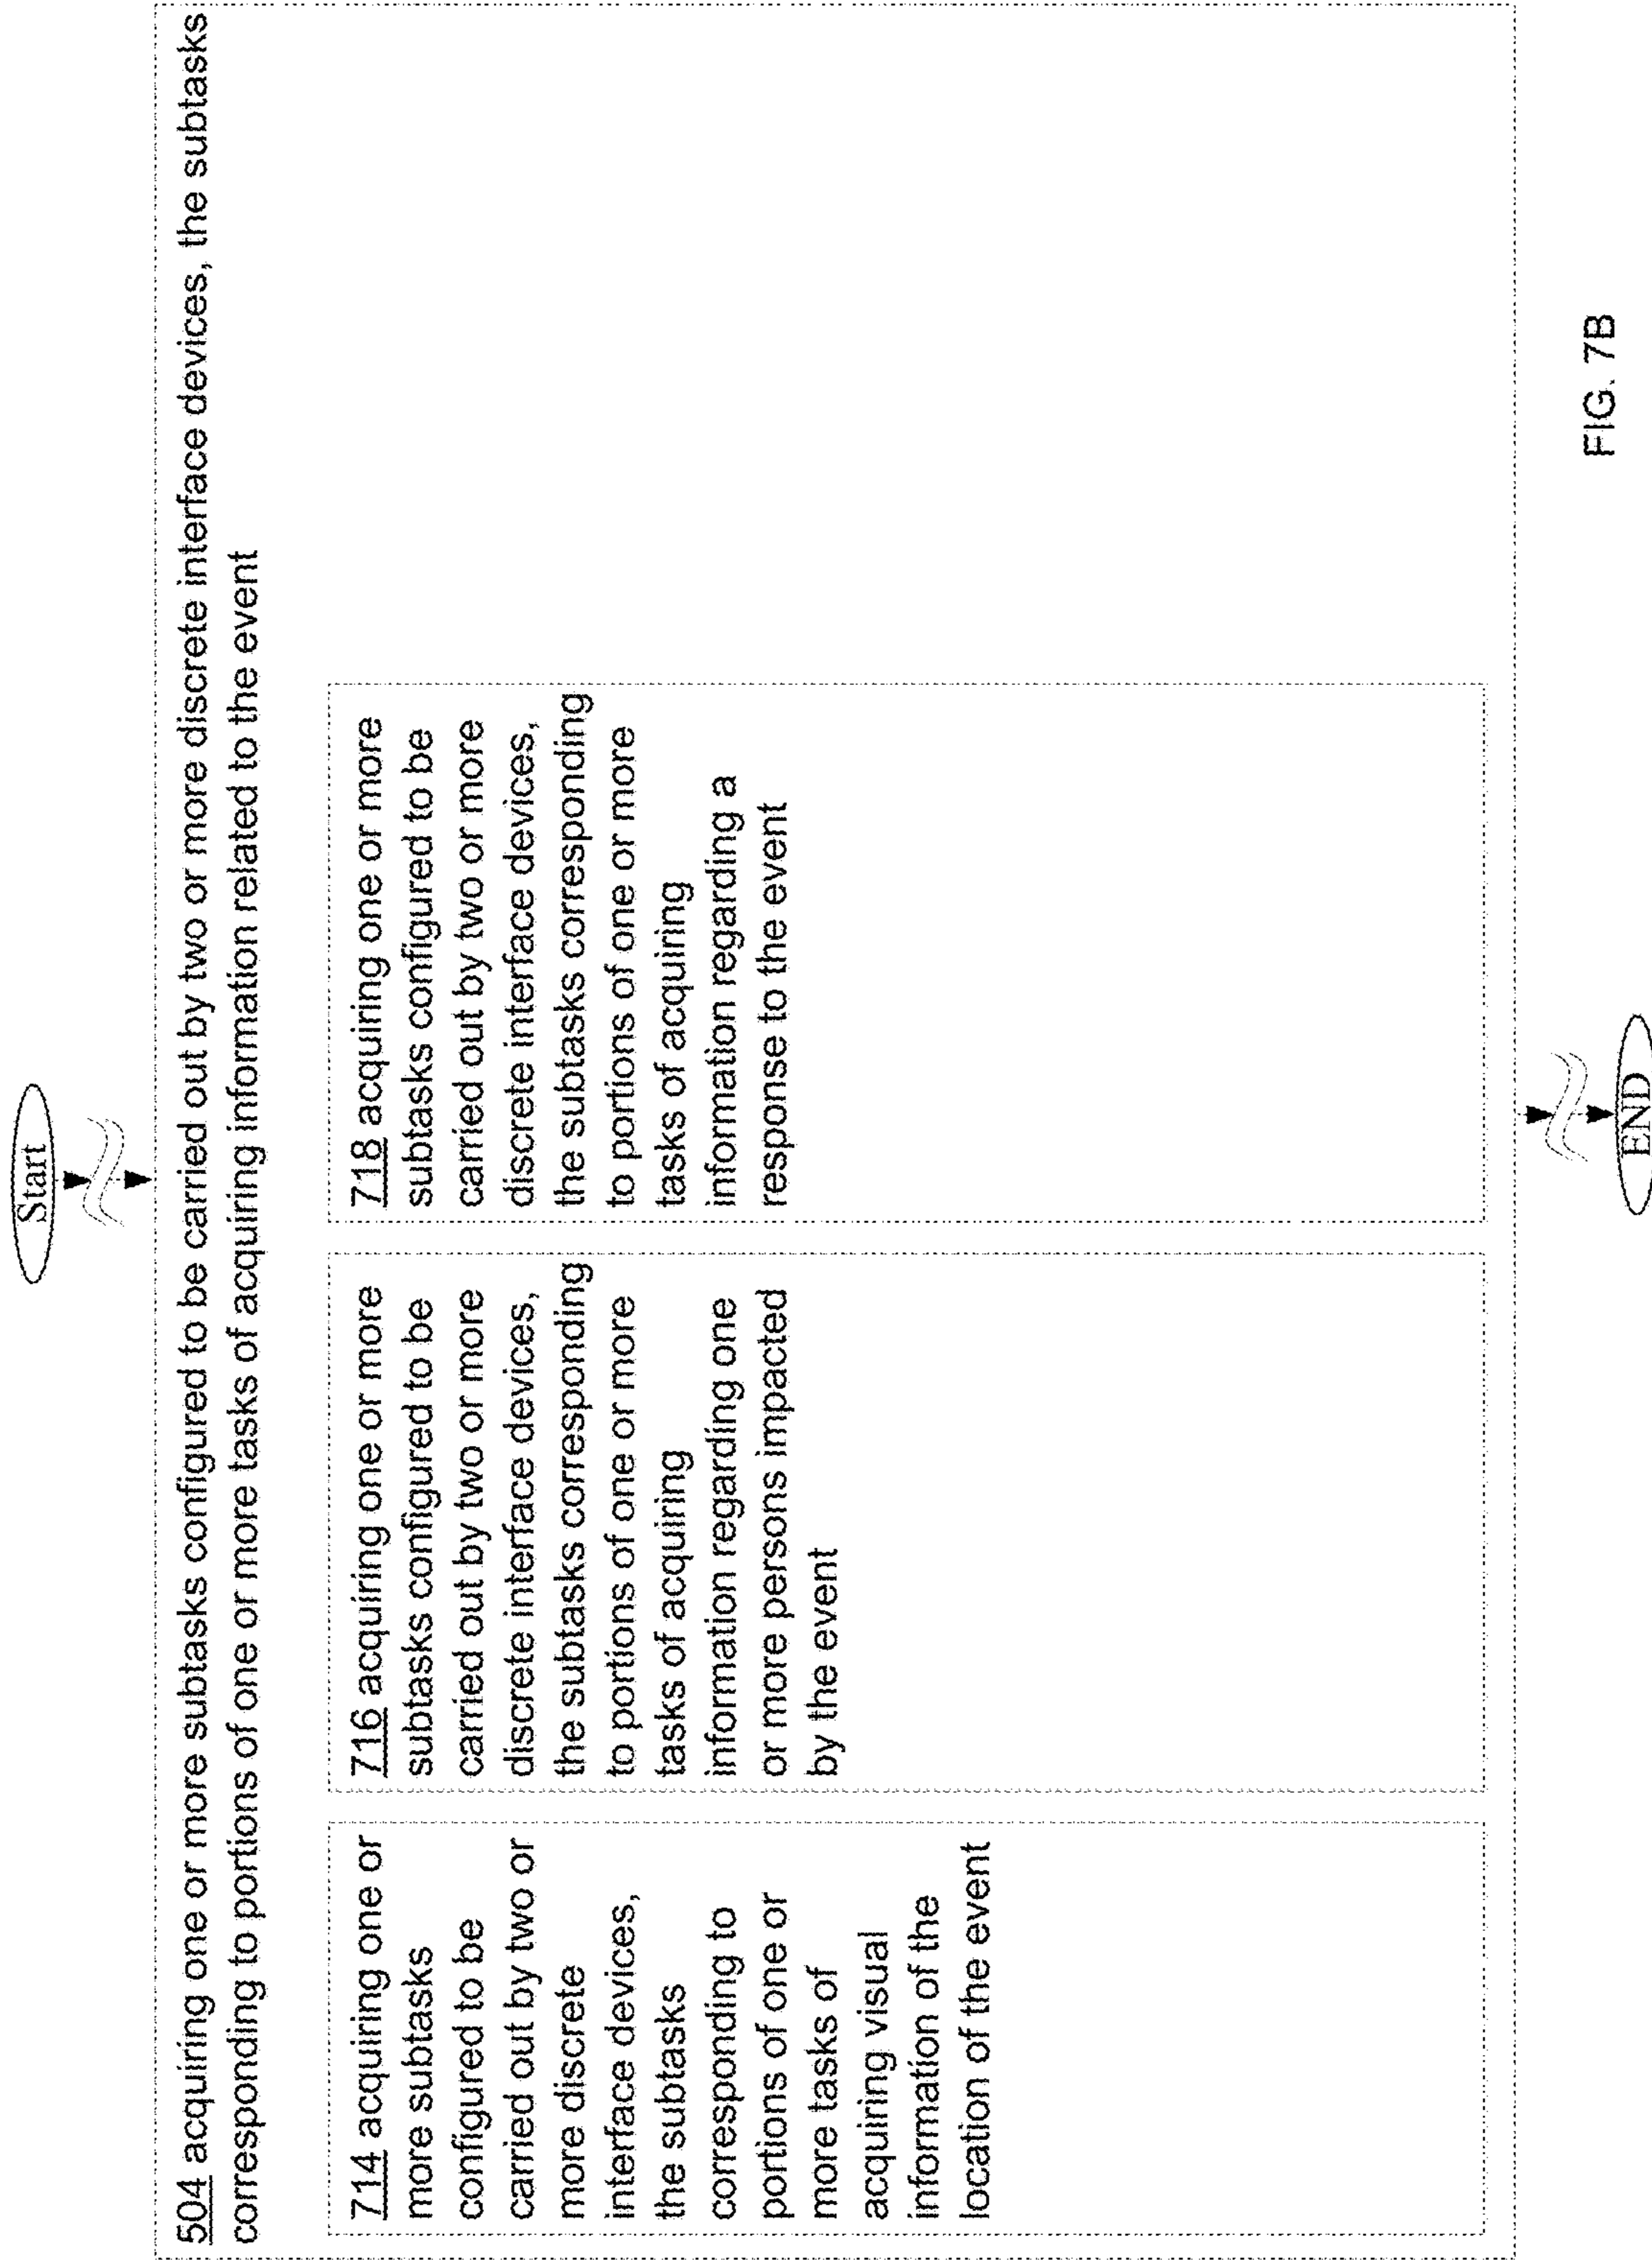 Start
504 acquiring one or more subtasks configured to be carried out by two or more discrete interface devices, the subtasks
corresponding to portions of one or more tasks of acquiring information related to the event
714 acquiring one or
more subtasks
configured to be
carried out by two or
more discrete
interface devices,
the subtasks
corresponding to
portions of one or
more tasks of
acquiring visual
information of the
location of the event
716 acquiring one or more
subtasks configured to be
carried out by two or more
discrete interface devices,
the subtasks corresponding
to portions of one or more
tasks of acquiring
information regarding one
or more persons impacted
by the event
718 acquiring one or more
subtasks configured to be
carried out by two or more
discrete interface devices,
the subtasks corresponding
to portions of one or more
tasks of acquiring
information regarding a
response to the event
END
FIG. 7B